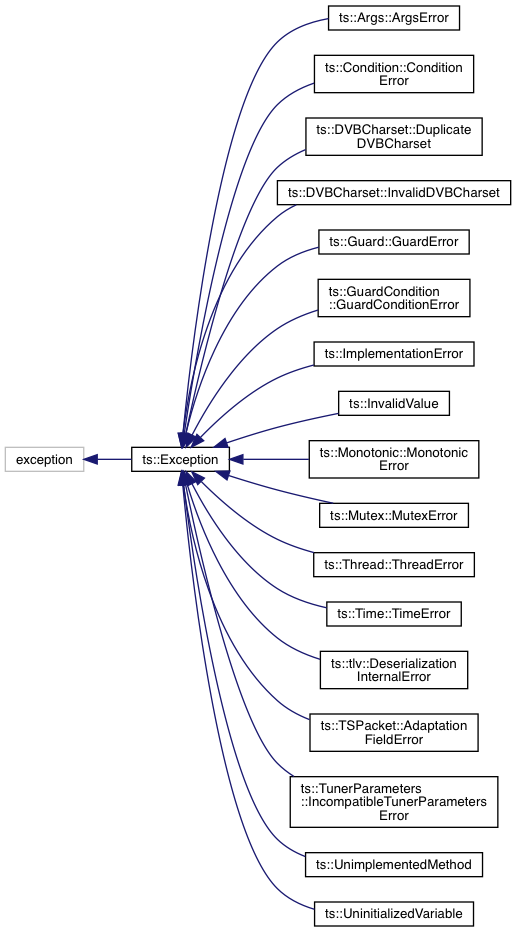 ts::Args::ArgsError
ts::Condition::Condition
Error
ts::DVBCharset::Duplicate
DVBCharset
ts::DVBCharset::InvalidDVBCharset
ts::Guard::GuardError
ts::GuardCondition
::GuardConditionError
ts::ImplementationError
ts::InvalidValue
exception
ts::Exception
ts::Monotonic::Monotonic
Error
ts::Mutex::MutexError
ts::Thread::ThreadError
ts::Time::TimeError
ts::tlv::Deserialization
InternalError
ts::TSPacket::Adaptation
FieldError
ts::TunerParameters
::IncompatibleTunerParameters
Error
ts::UnimplementedMethod
ts::UninitializedVariable